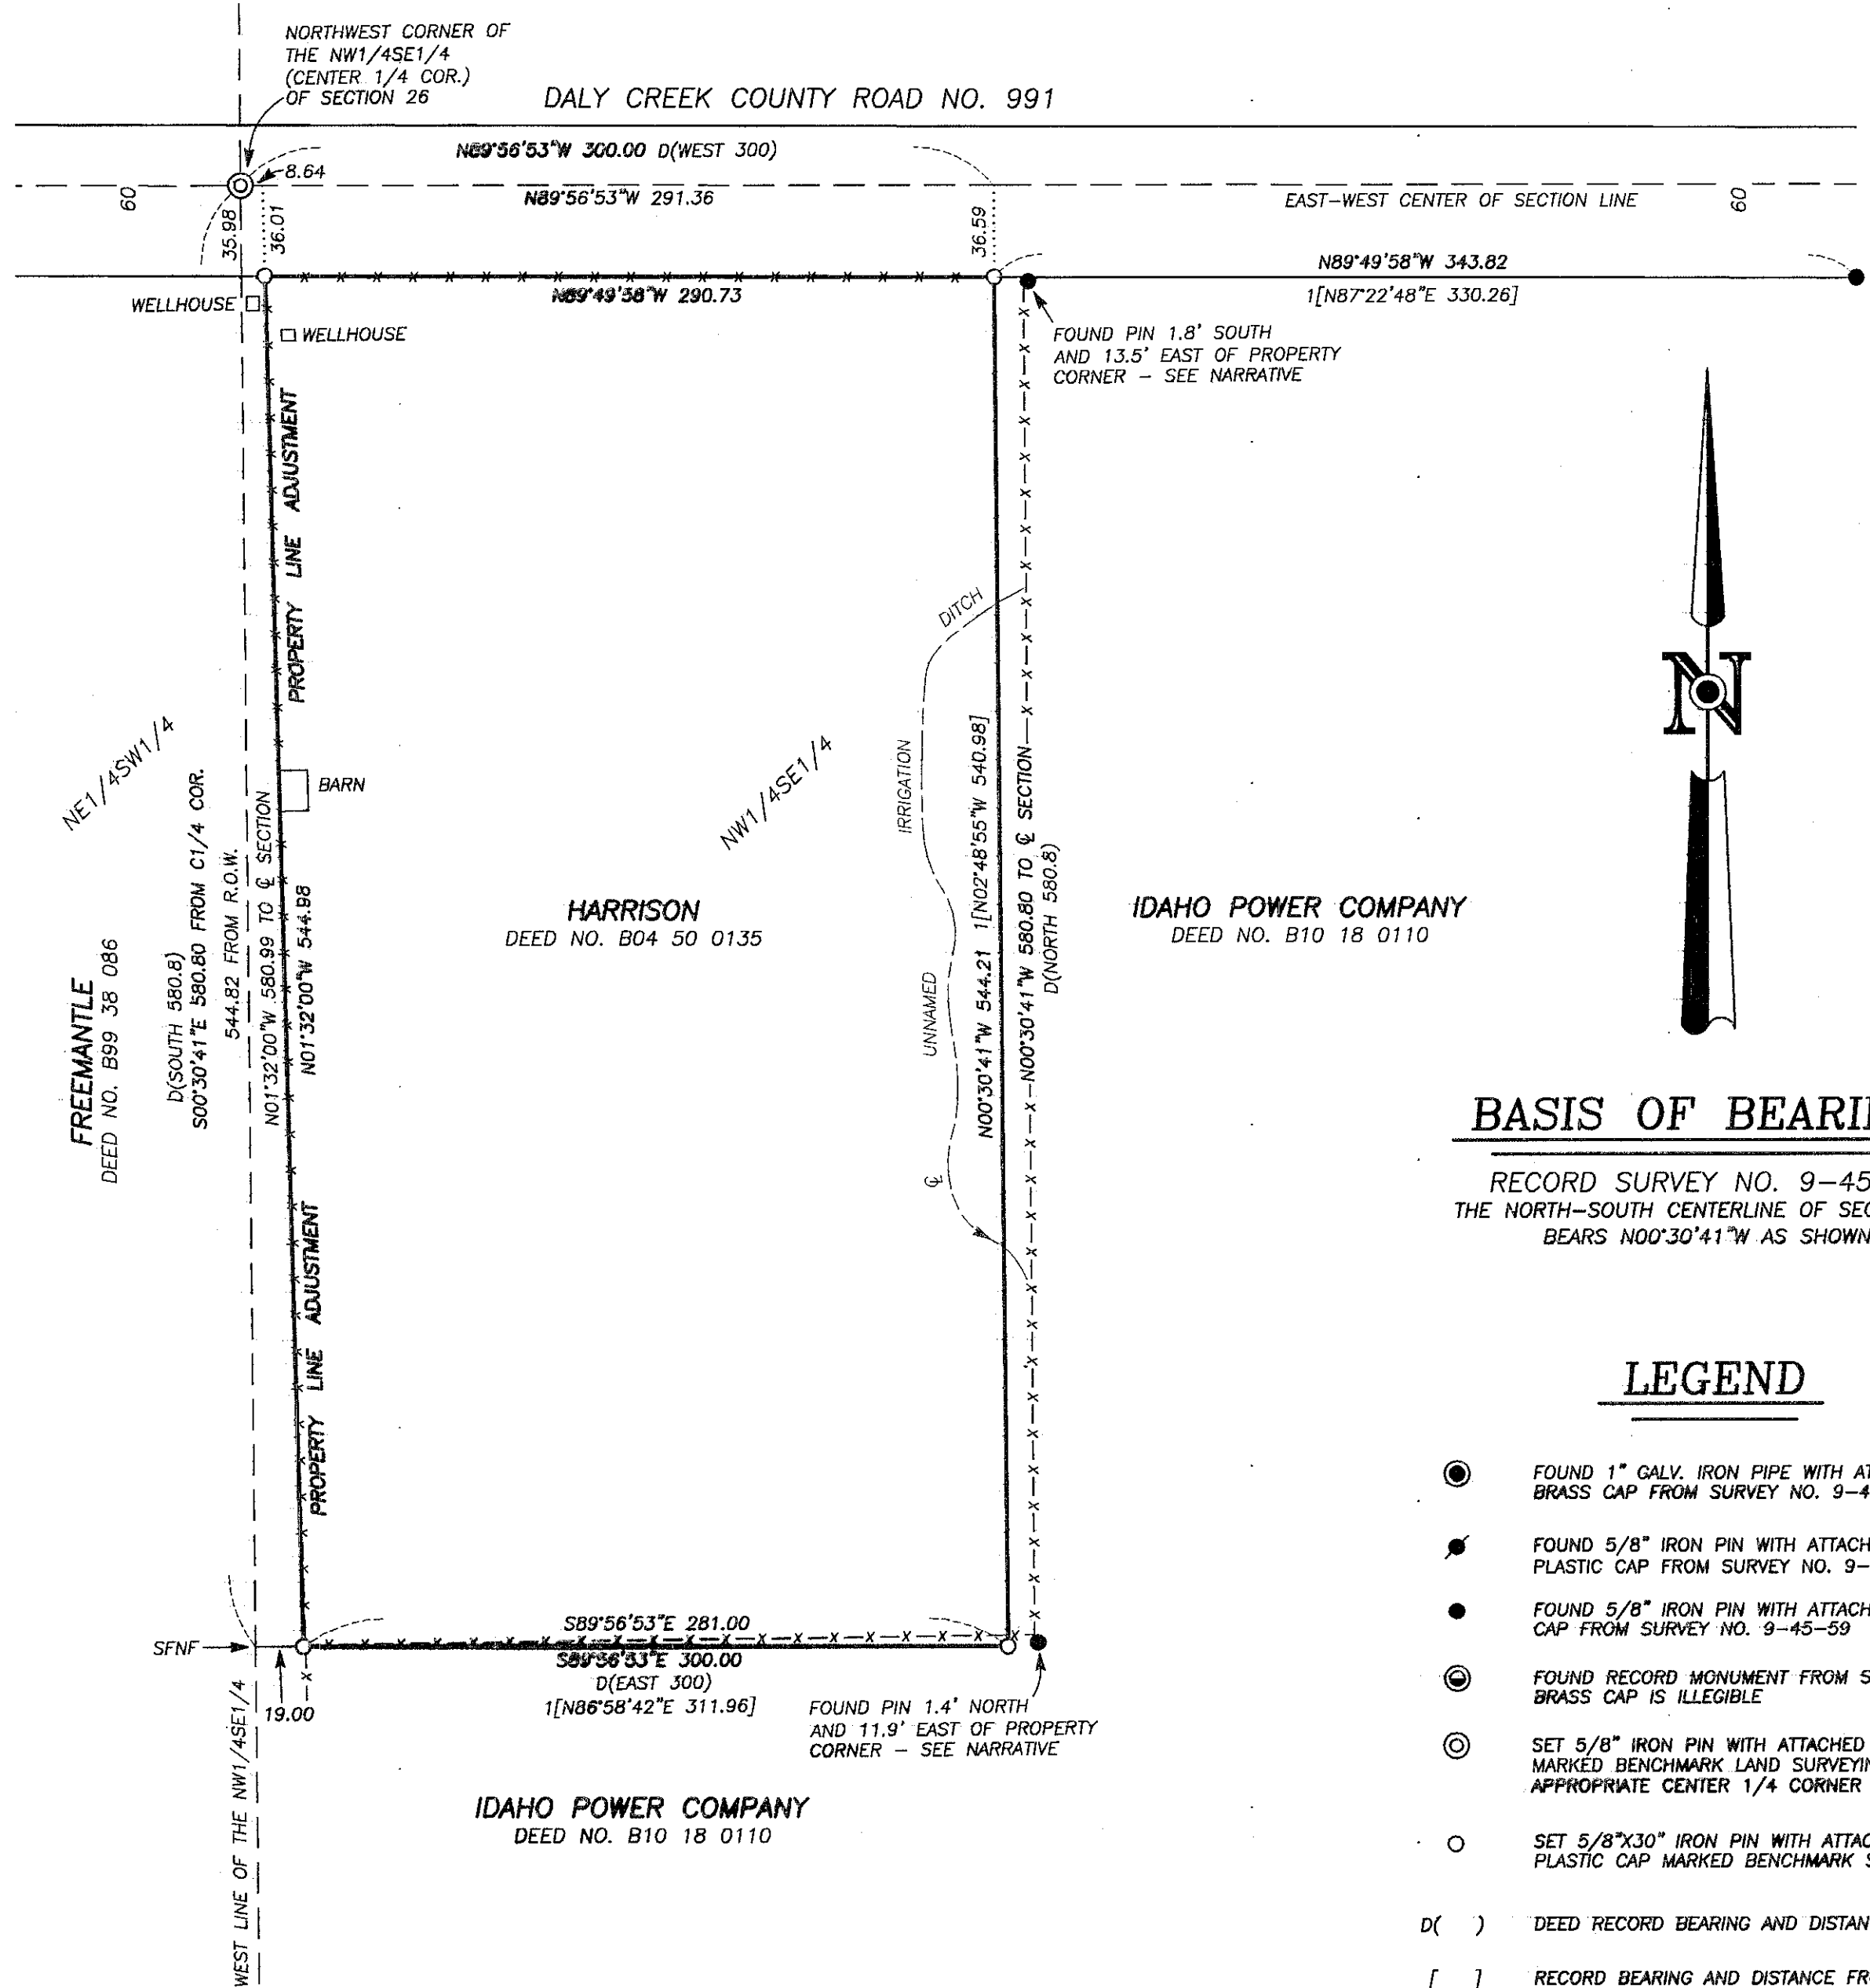 NORTHWEST CORNER OF
THE NW1/4SE1/4
(CENTER 1/4 COR.)
OF SECTION 26
DALY CREEK COUNTY ROAD NO. 991
N89°56'53"W 300.00 D(WEST 300)
8.64
60
N89°56'53"W 291.36
EAST-WEST CENTER OF SECTION LINE
60
35.98
36.01
36.59
N89°49'58"W 343.82
1[N87°22'48"E 330.26]
N89°49'58"W 290.73
WELLHOUSE
WELLHOUSE
FOUND PIN 1.8' SOUTH
AND 13.5' EAST OF PROPERTY
CORNER – SEE NARRATIVE
PROPERTY LINE ADJUSTMENT
DITCH
IRRIGATION
UNNAMED
℄
N
NE1/4SW1/4
NW1/4SE1/4
BARN
FREEMANTLE
DEED NO. B99 38 086
D(SOUTH 580.8)
S00°30'41"E 580.80 FROM C1/4 COR.
544.82 FROM R.O.W.
N01°32'00"W 580.99 TO ℄ SECTION
N01°32'00"W 544.98
HARRISON
DEED NO. B04 50 0135
N00°30'41"W 544.21 1[N02°48'55"W 540.98]
N00°30'41"W 580.80 TO ℄ SECTION
D(NORTH 580.8)
IDAHO POWER COMPANY
DEED NO. B10 18 0110
PROPERTY LINE ADJUSTMENT
SFNF
S89°56'53"E 281.00
S89°56'53"E 300.00
D(EAST 300)
1[N86°58'42"E 311.96]
19.00
FOUND PIN 1.4' NORTH
AND 11.9' EAST OF PROPERTY
CORNER – SEE NARRATIVE
WEST LINE OF THE NW1/4SE1/4
IDAHO POWER COMPANY
DEED NO. B10 18 0110
BASIS OF
RECORD SURVEY NO. 9-45
THE NORTH-SOUTH CENTERLINE OF
BEARS N00°30'41"W AS SHOWN
LEGEND
FOUND 1" GALV. IRON PIPE WITH
BRASS CAP FROM SURVEY NO. 9-4
FOUND 5/8" IRON PIN WITH
PLASTIC CAP FROM SURVEY NO. 9-
FOUND 5/8" IRON PIN WITH
CAP FROM SURVEY NO. 9-45-59
FOUND RECORD MONUMENT FROM
BRASS CAP IS ILLEGIBLE
SET 5/8" IRON PIN WITH ATTACHED
MARKED BENCHMARK LAND
APPROPRIATE CENTER 1/4 CORNER
SET 5/8"X30" IRON PIN WITH
PLASTIC CAP MARKED BENCHMARK
D( ) DEED RECORD BEARING AND
[ ] RECORD BEARING AND DISTANCE